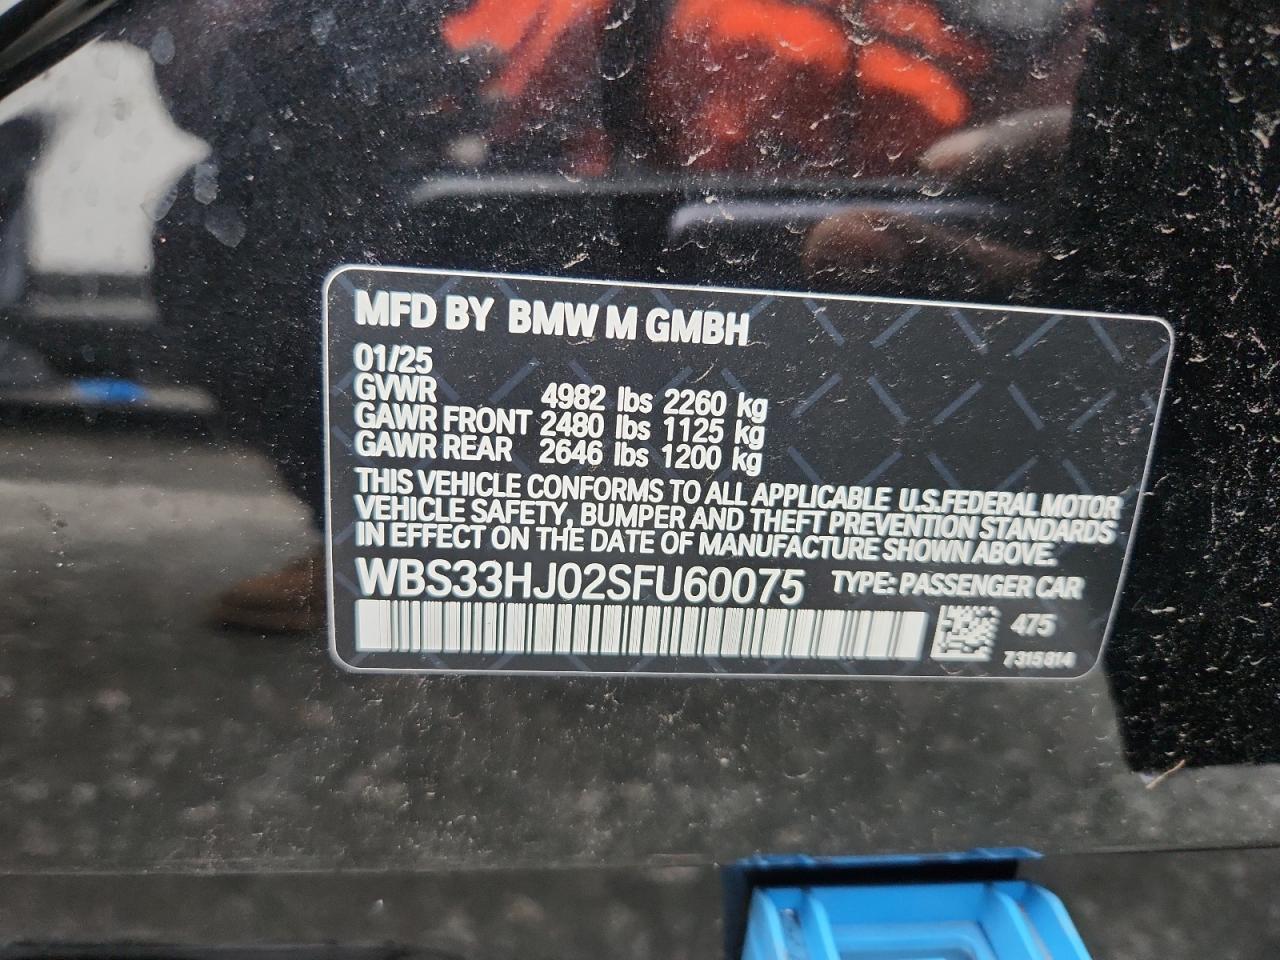 MFD BY BMW M GMBH
01/25
GVWR 4982 lbs 2260 kg
GAWR FRONT 2480 lbs 1125 kg
GAWR REAR 2646 lbs 1200 kg
THIS VEHICLE CONFORMS TO ALL APPLICABLE U.S.FEDERAL MOTOR
VEHICLE SAFETY, BUMPER AND THEFT PREVENTION STANDARDS
IN EFFECT ON THE DATE OF MANUFACTURE SHOWN ABOVE.
WBS33HJ02SFU60075 TYPE: PASSENGER CAR
475
7315814